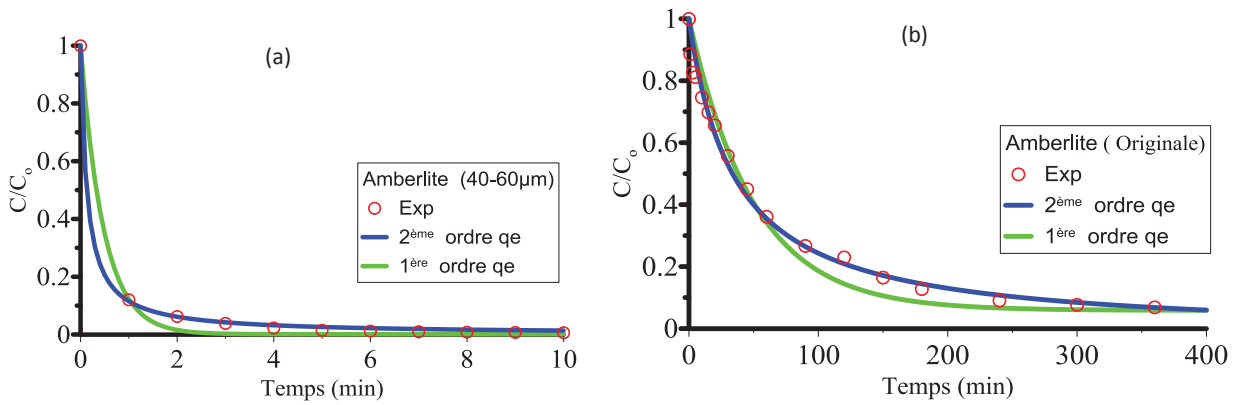 (a)
1
0.8
0.6
0.4
0.2
0
C/Cₒ
Amberlite (40-60µm)
Exp
2ème ordre qe
1ère ordre qe
0 2 4 6 8 10
Temps (min)
(b)
1
0.8
0.6
0.4
0.2
0
C/Cₒ
Amberlite ( Originale)
Exp
2ème ordre qe
1ère ordre qe
0 100 200 300 400
Temps (min)